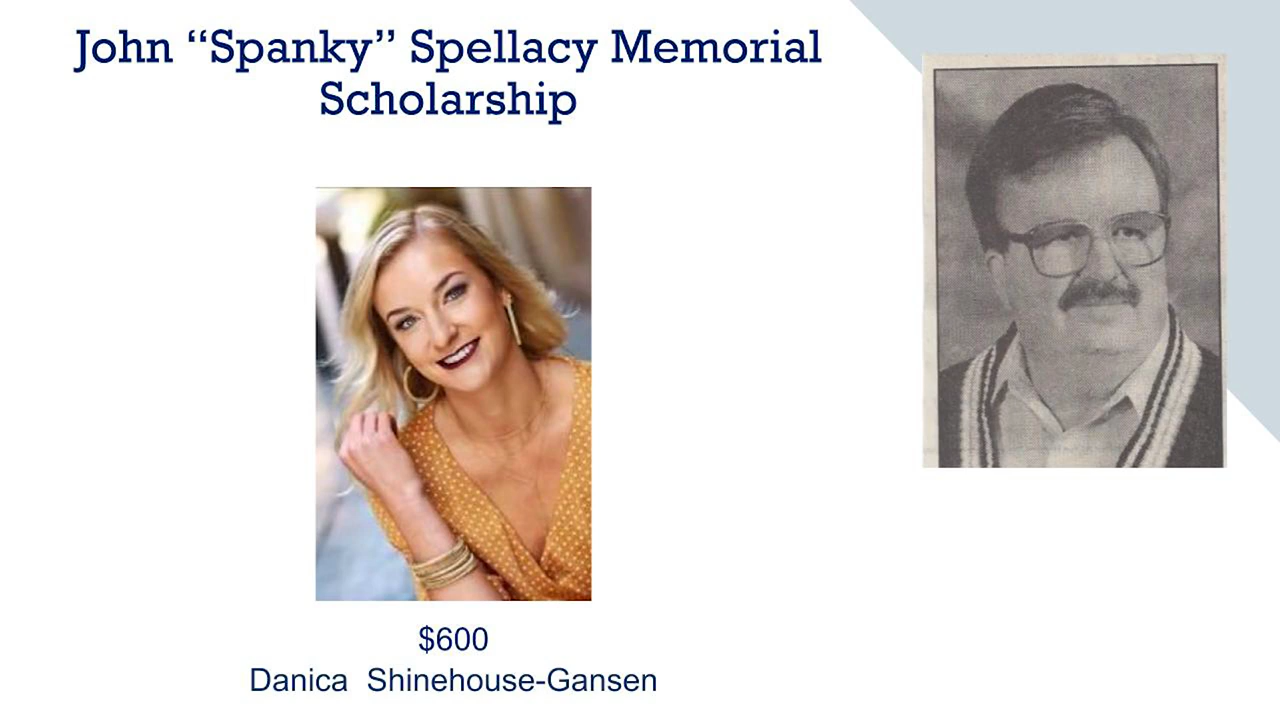 John “Spanky” Spellacy Memorial
Scholarship
$600
Danica Shinehouse-Gansen